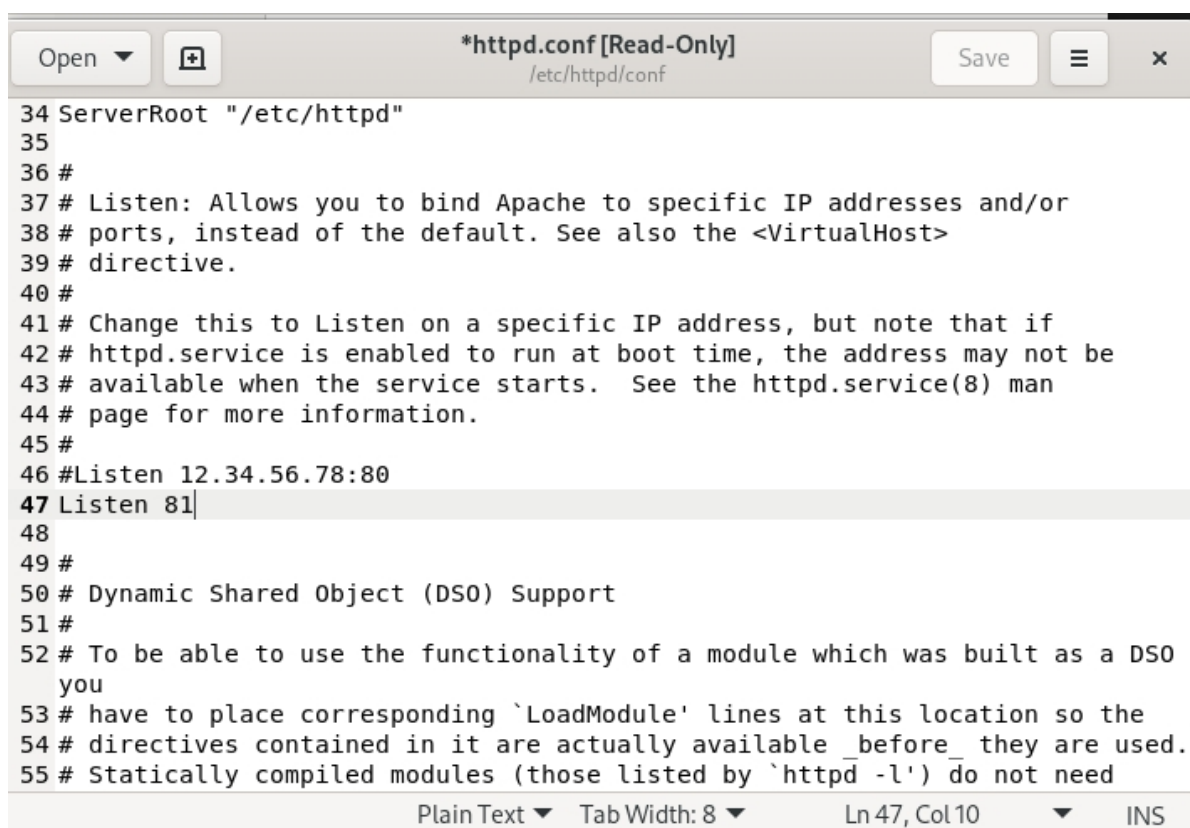 Open
*httpd.conf [Read-Only]
/etc/httpd/conf
Save
34 ServerRoot "/etc/httpd"
35
36 #
37 # Listen: Allows you to bind Apache to specific IP addresses and/or
38 # ports, instead of the default. See also the <VirtualHost>
39 # directive.
40 #
41 # Change this to Listen on a specific IP address, but note that if
42 # httpd.service is enabled to run at boot time, the address may not be
43 # available when the service starts.  See the httpd.service(8) man
44 # page for more information.
45 #
46 #Listen 12.34.56.78:80
47 Listen 81
48
49 #
50 # Dynamic Shared Object (DSO) Support
51 #
52 # To be able to use the functionality of a module which was built as a DSO
you
53 # have to place corresponding `LoadModule' lines at this location so the
54 # directives contained in it are actually available _before_ they are used.
55 # Statically compiled modules (those listed by `httpd -l') do not need
Plain Text Tab Width: 8 Ln 47, Col 10 INS